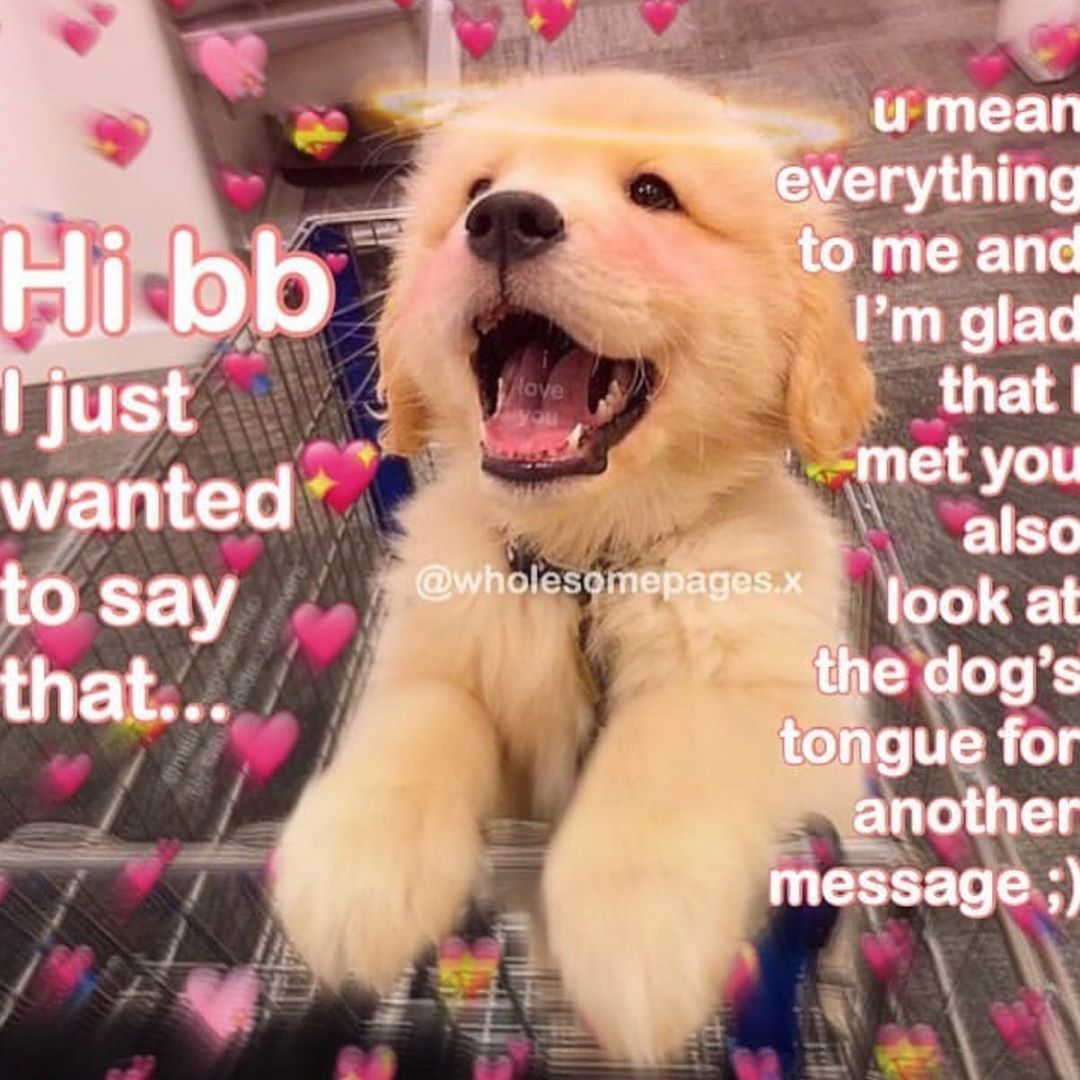 Hi bb
I just
wanted
to say
that...
u mean
everything
to me and
I'm glad
that I
met you
also
look at
the dog's
tongue for
another
message ;)
love
you
@wholesomepages.x